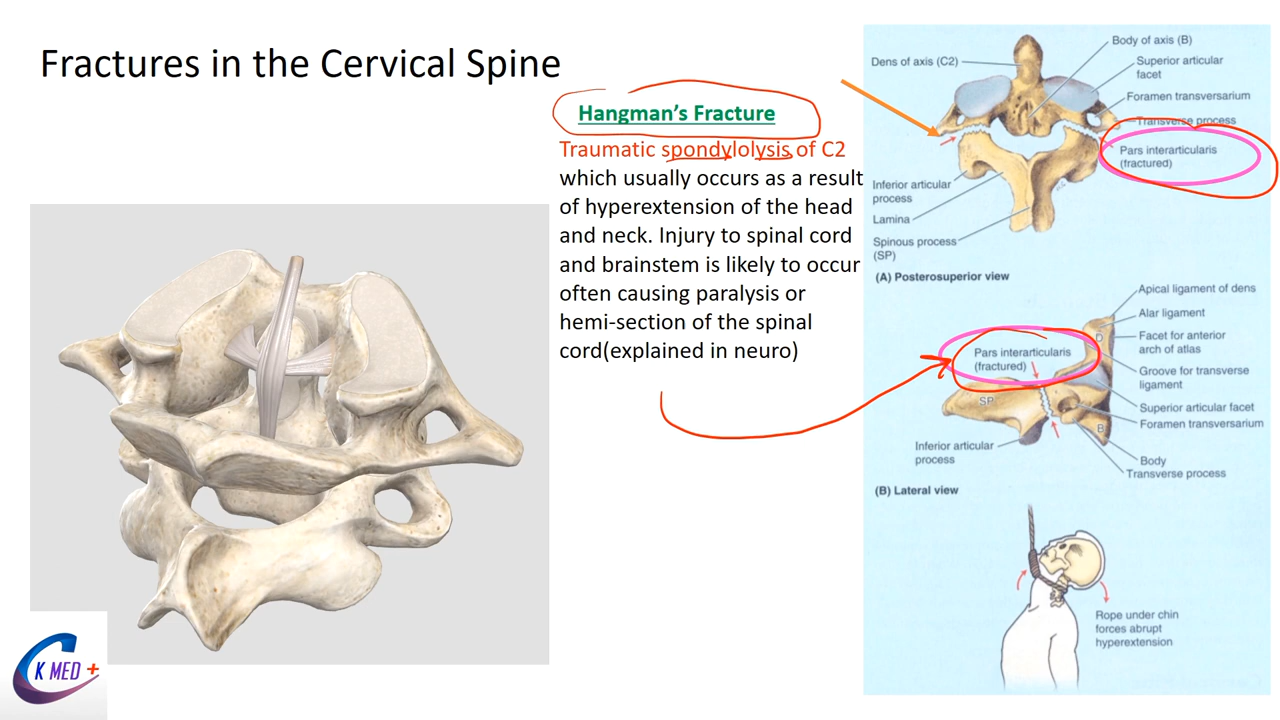 Fractures in the Cervical Spine
Hangman's Fracture
Traumatic spondylolysis of C2
which usually occurs as a result
of hyperextension of the head
and neck. Injury to spinal cord
and brainstem is likely to occur
often causing paralysis or
hemi-section of the spinal
cord(explained in neuro)
Dens of axis (C2)
Body of axis (B)
Superior articular
facet
Foramen transversarium
Transverse process
Pars interarticularis
(fractured)
Inferior articular
process
Lamina
Spinous process
(SP)
(A) Posterosuperior view
Apical ligament of dens
Alar ligament
Facet for anterior
arch of atlas
Groove for transverse
ligament
Superior articular facet
Foramen transversarium
Body
Transverse process
Pars interarticularis
(fractured)
D
SP
B
Inferior articular
process
(B) Lateral view
Rope under chin
forces abrupt
hyperextension
K MED +